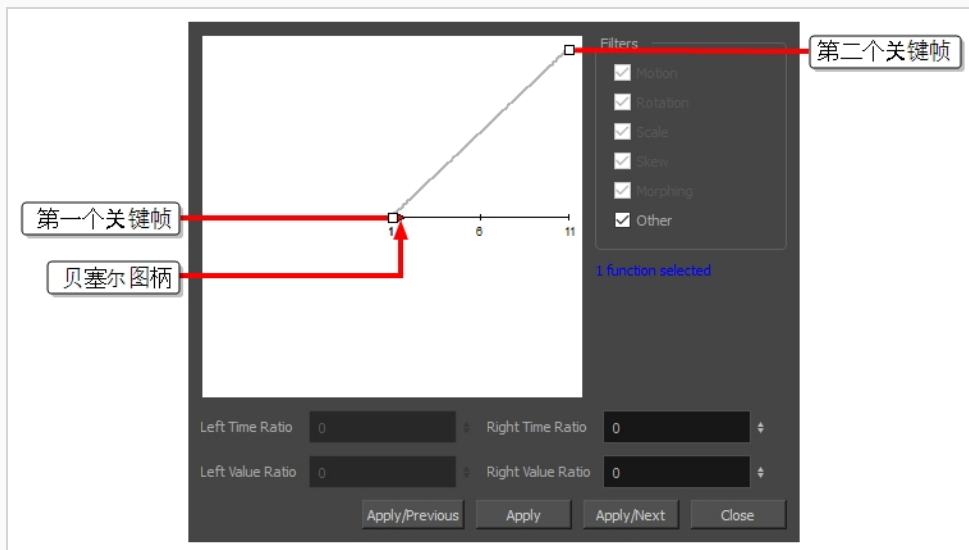 Filters
第二个关键帧
Motion
Rotation
Scale
Skew
Morphing
Other
第一个关键帧
1 6 11
贝塞尔图柄
1 function selected
Left Time Ratio 0 Right Time Ratio 0
Left Value Ratio 0 Right Value Ratio 0
Apply/Previous Apply Apply/Next Close